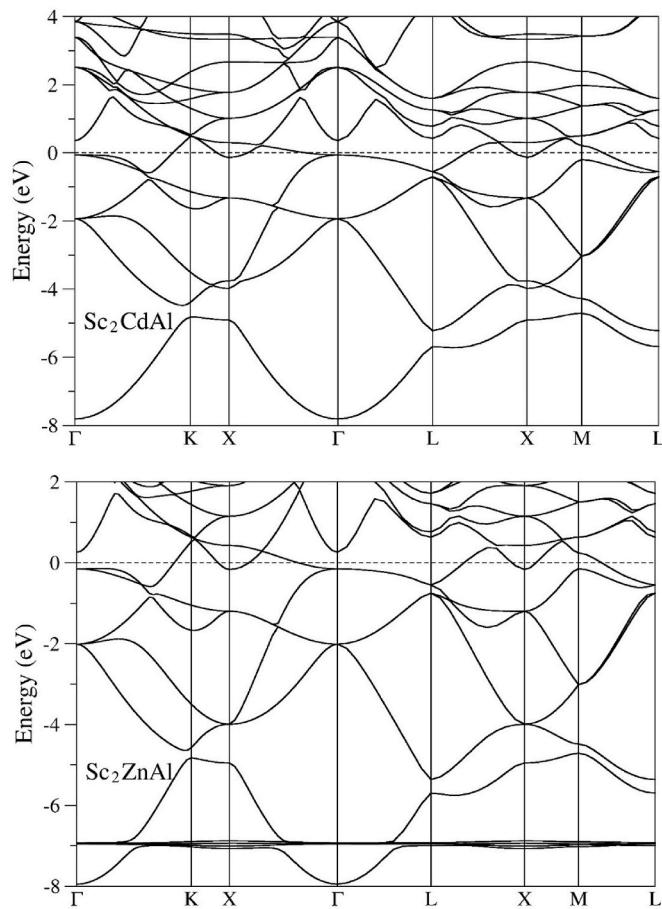 4
2
0
-2
-4
-6
-8
Energy (eV)
Sc₂CdAl
Γ K X Γ L X M L
2
0
-2
-4
-6
-8
Energy (eV)
Sc₂ZnAl
Γ K X Γ L X M L